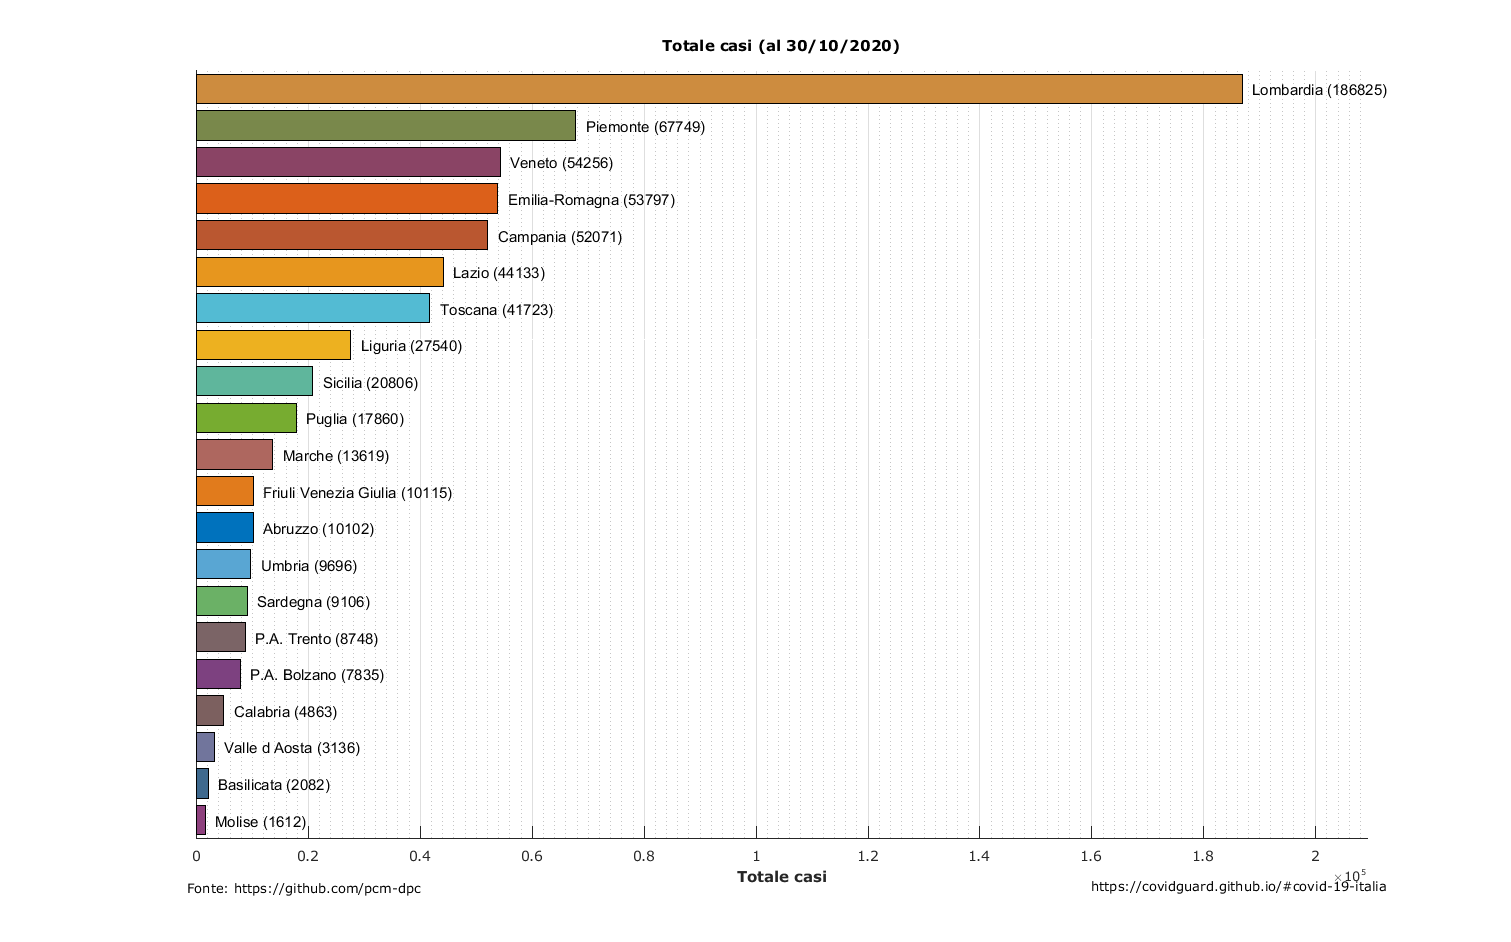 Totale casi (al 30/10/2020)
Lombardia (186825)
Piemonte (67749)
Veneto (54256)
Emilia-Romagna (53797)
Campania (52071)
Lazio (44133)
Toscana (41723)
Liguria (27540)
Sicilia (20806)
Puglia (17860)
Marche (13619)
Friuli Venezia Giulia (10115)
Abruzzo (10102)
Umbria (9696)
Sardegna (9106)
P.A. Trento (8748)
P.A. Bolzano (7835)
Calabria (4863)
Valle d Aosta (3136)
Basilicata (2082)
Molise (1612)
0 0.2 0.4 0.6 0.8 1 1.2 1.4 1.6 1.8 2
×10⁵
Totale casi
Fonte: https://github.com/pcm-dpc
https://covidguard.github.io/#covid-19-italia